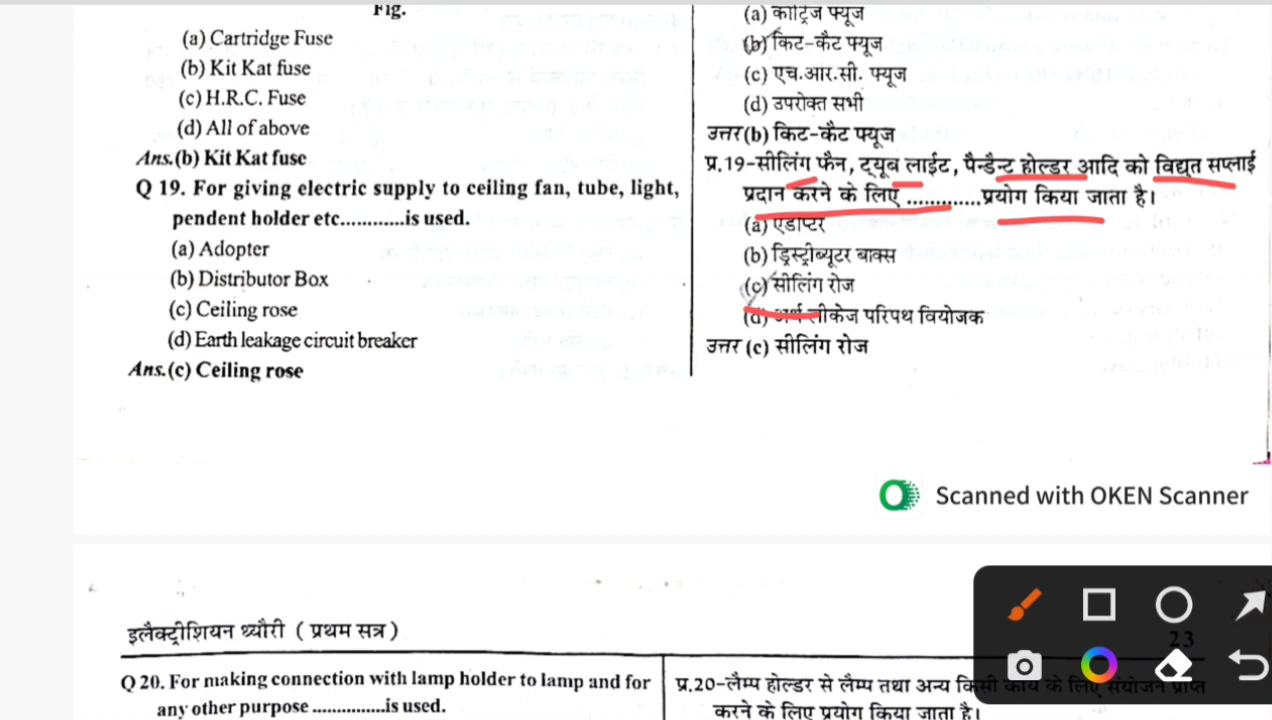 Fig.
(a) Cartridge Fuse
(b) Kit Kat fuse
(c) H.R.C. Fuse
(d) All of above
Ans.(b) Kit Kat fuse
Q 19. For giving electric supply to ceiling fan, tube, light,
pendent holder etc.............is used.
(a) Adopter
(b) Distributor Box
(c) Ceiling rose
(d) Earth leakage circuit breaker
Ans.(c) Ceiling rose
(a) कार्ट्रिज फ्यूज
(b) किट-कैट फ्यूज
(c) एच.आर.सी. फ्यूज
(d) उपरोक्त सभी
उत्तर(b) किट-कैट फ्यूज
प्र.19-सीलिंग फैन, ट्यूब लाईट, पैन्डैन्ट होल्डर आदि को विद्युत सप्लाई
प्रदान करने के लिए .............प्रयोग किया जाता है।
(a) एडाप्टर
(b) ड्रिस्ट्रीब्यूटर बाक्स
(c) सीलिंग रोज
(d) अर्थ लीकेज परिपथ वियोजक
उत्तर (c) सीलिंग रोज
Scanned with OKEN Scanner
इलैक्ट्रीशियन थ्यौरी ( प्रथम सत्र )
23
Q 20. For making connection with lamp holder to lamp and for
any other purpose ...............is used.
प्र.20-लैम्प होल्डर से लैम्प तथा अन्य किसी कार्य के लिए संयोजन प्राप्त
करने के लिए प्रयोग किया जाता है।